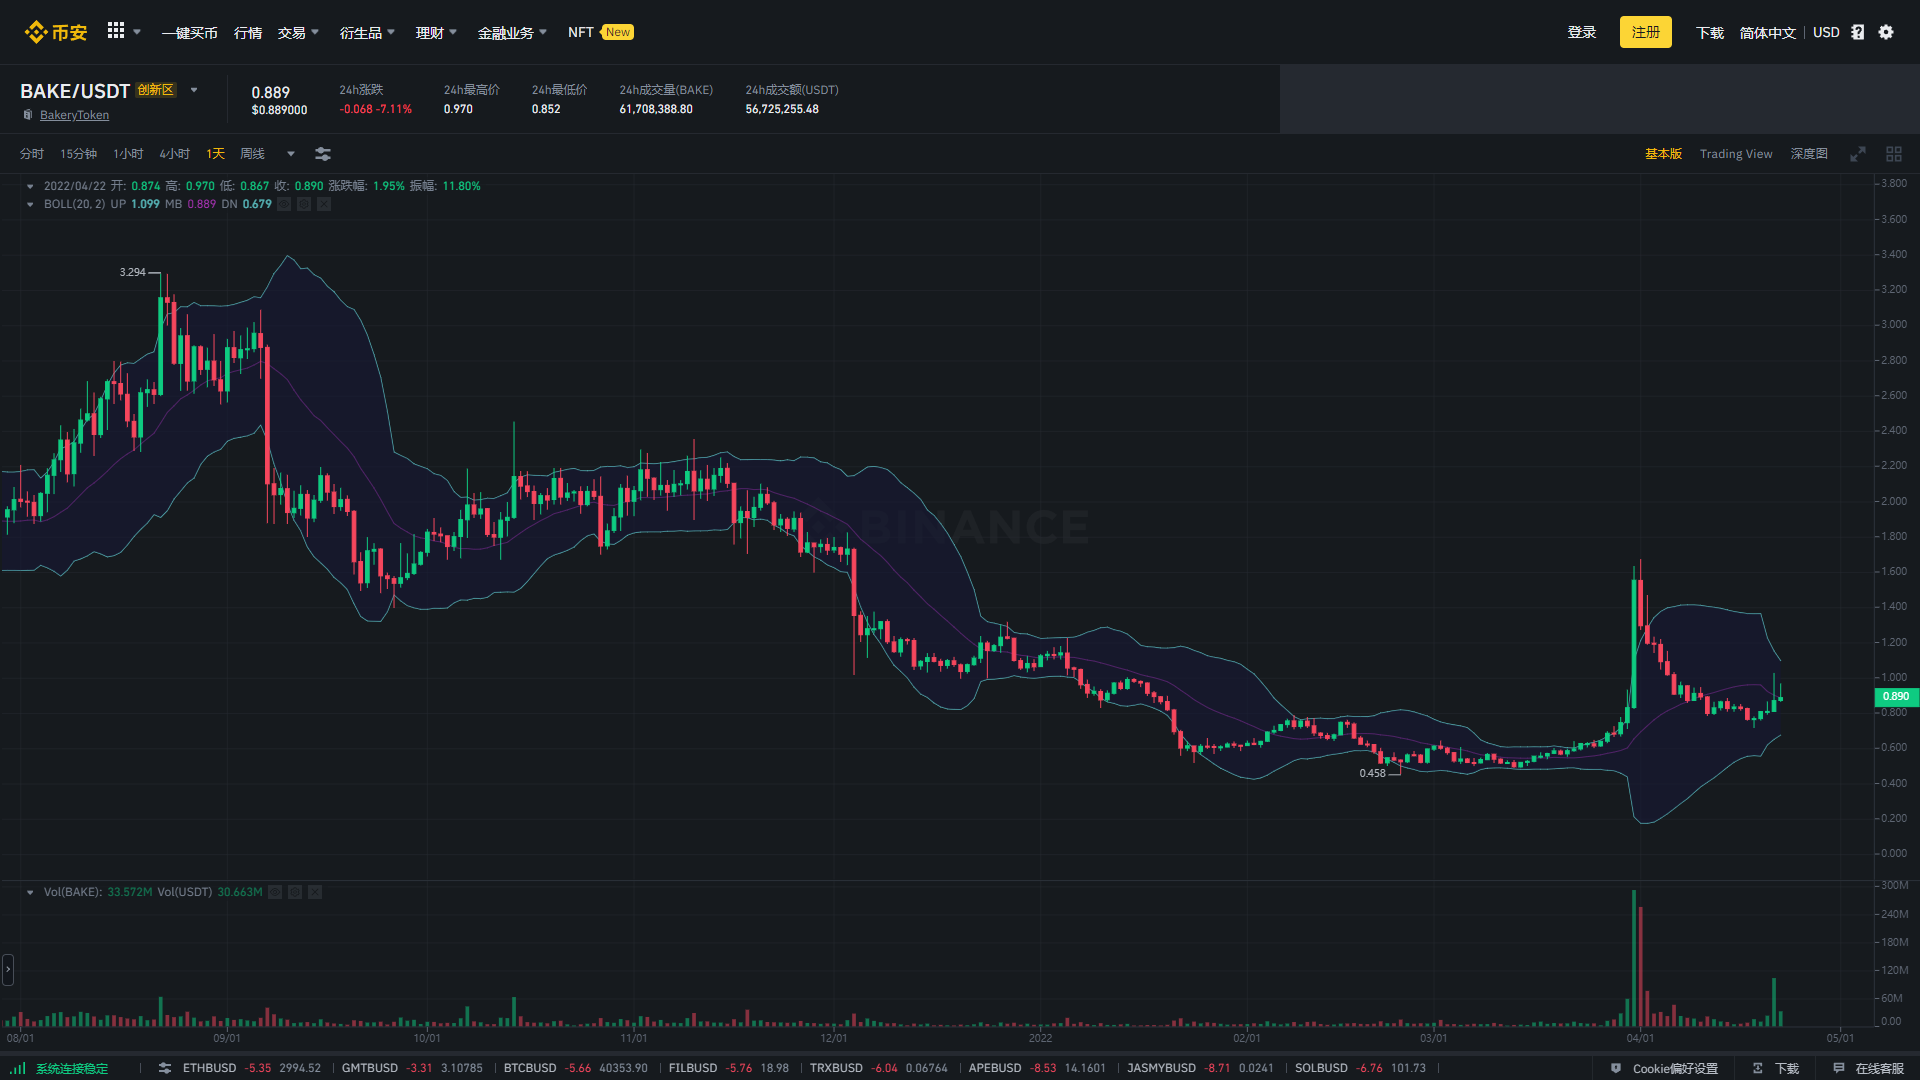 币安 一键买币 行情 交易 衍生品 理财 金融业务 NFT New 登录 注册 下载 简体中文 USD
BAKE/USDT 创新区
BakeryToken
0.889
$0.889000
24h涨跌
-0.068 -7.11%
24h最高价
0.970
24h最低价
0.852
24h成交量(BAKE)
61,708,388.80
24h成交额(USDT)
56,725,255.48
分时 15分钟 1小时 4小时 1天 周线 基本版 Trading View 深度图
2022/04/22 开: 0.874 高: 0.970 低: 0.867 收: 0.890 涨跌幅: 1.95% 振幅: 11.80%
BOLL(20, 2) UP 1.099 MB 0.889 DN 0.679
3.800
3.600
3.400
3.294
3.200
3.000
2.800
2.600
2.400
2.200
2.000
BINANCE
1.800
1.600
1.400
1.200
1.000
0.890
0.800
0.600
0.458
0.400
0.200
0.000
Vol(BAKE): 33.572M Vol(USDT) 30.663M
300M
240M
180M
120M
60M
0.00
08/01 09/01 10/01 11/01 12/01 2022 02/01 03/01 04/01 05/01
系统连接稳定 ETHBUSD -5.35 2994.52 GMTBUSD -3.31 3.10785 BTCBUSD -5.66 40353.90 FILBUSD -5.76 18.98 TRXBUSD -6.04 0.06764 APEBUSD -8.53 14.1601 JASMYBUSD -8.71 0.0241 SOLBUSD -6.76 101.73 Cookie偏好设置 下载 在线客服